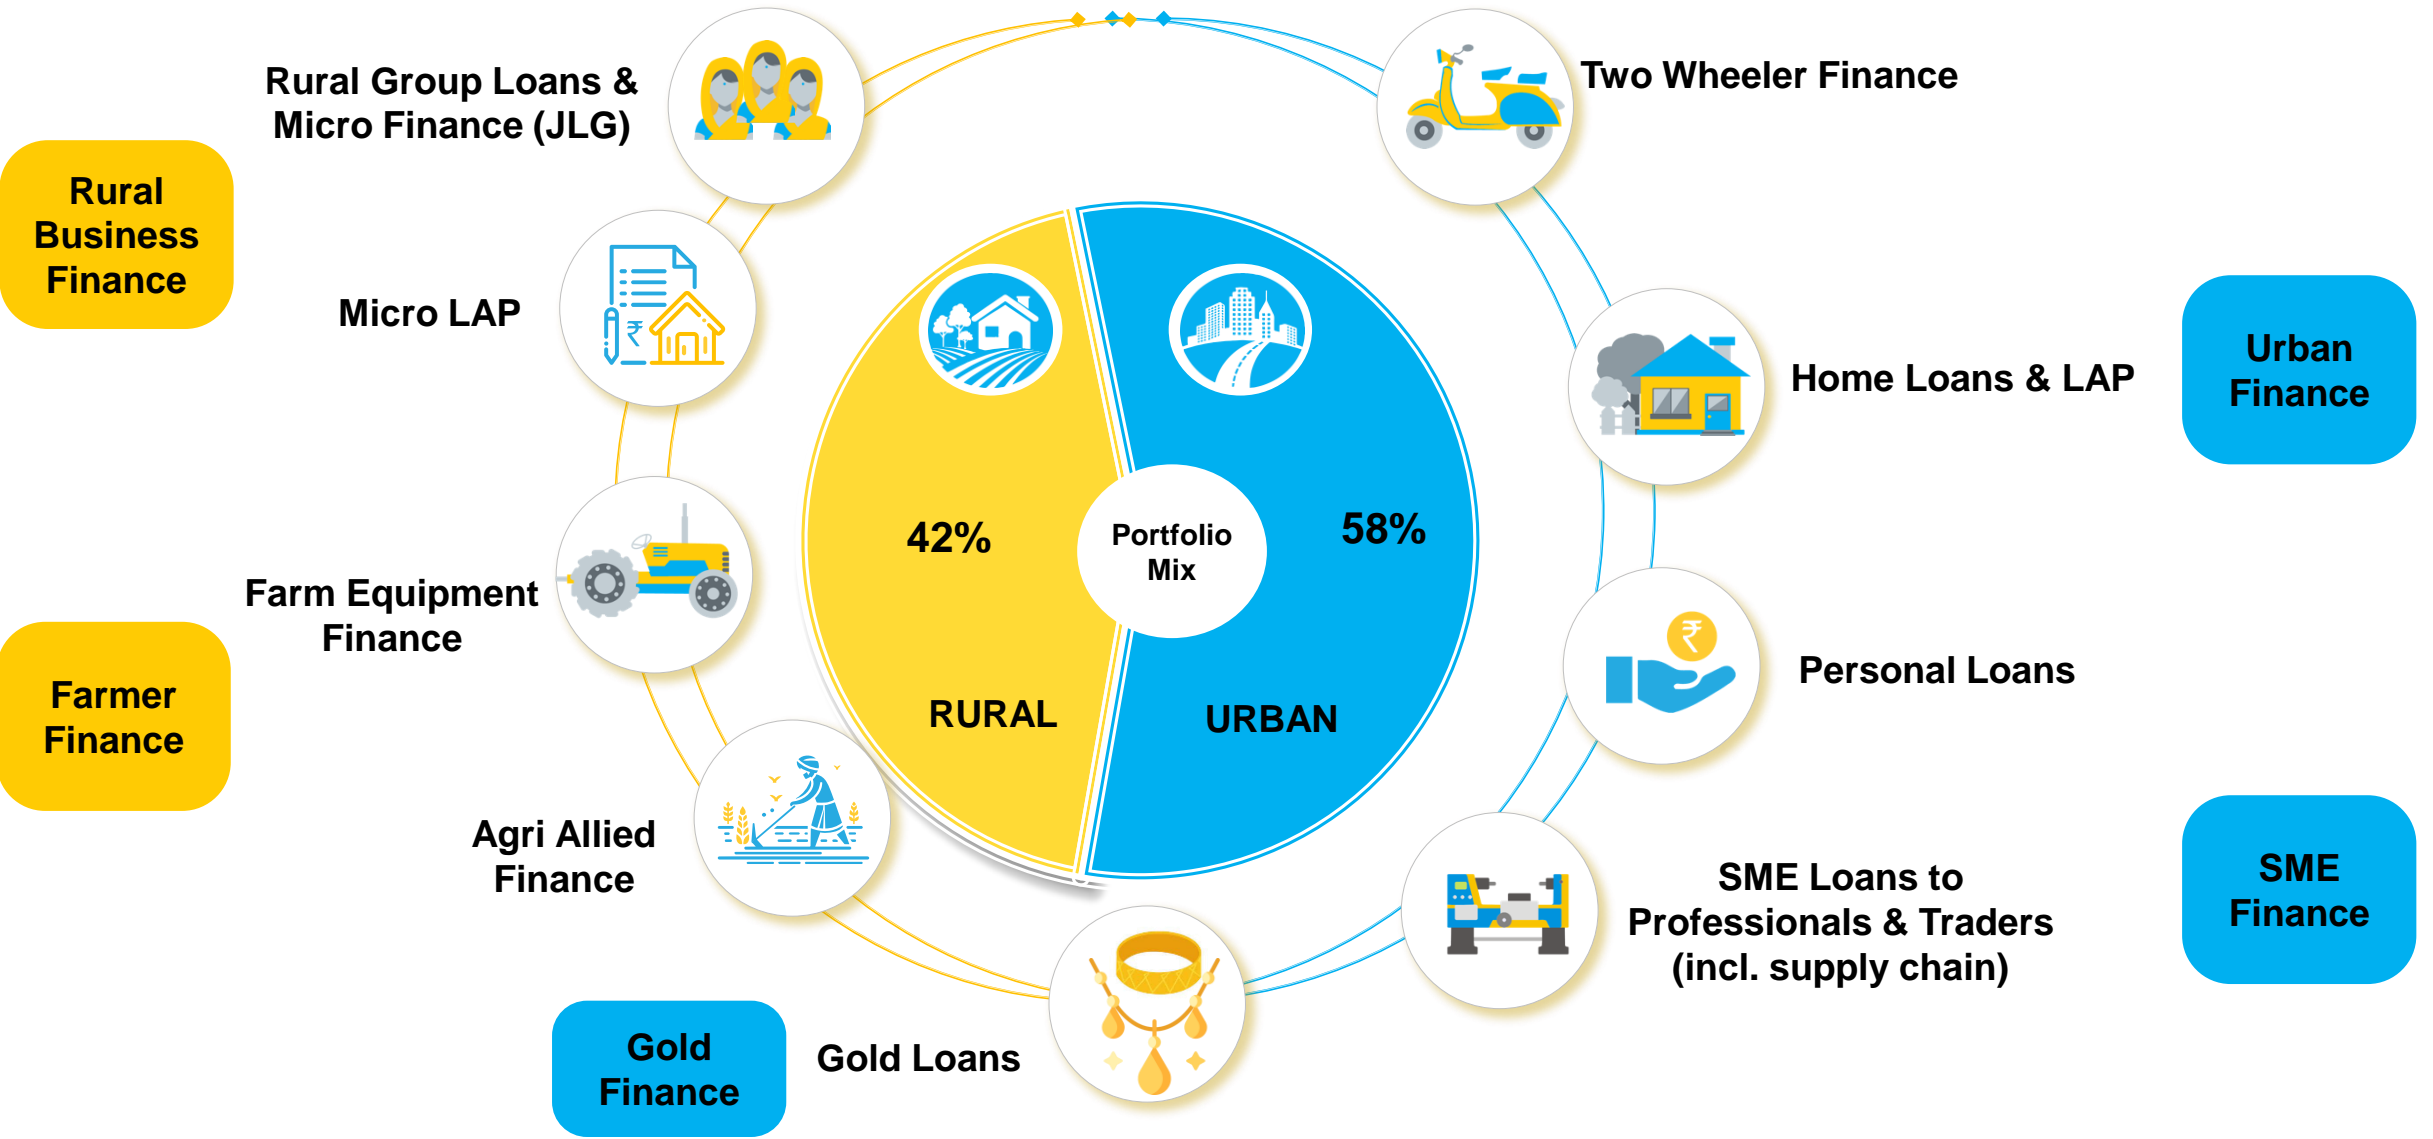 Rural Group Loans &
Micro Finance (JLG)
Two Wheeler Finance
Rural
Business
Finance
Micro LAP
Home Loans & LAP
Urban
Finance
₹
42%
58%
Portfolio
Mix
Farm Equipment
Finance
₹
Personal Loans
Farmer
Finance
RURAL
URBAN
Agri Allied
Finance
SME Loans to
Professionals & Traders
(incl. supply chain)
SME
Finance
Gold
Finance
Gold Loans